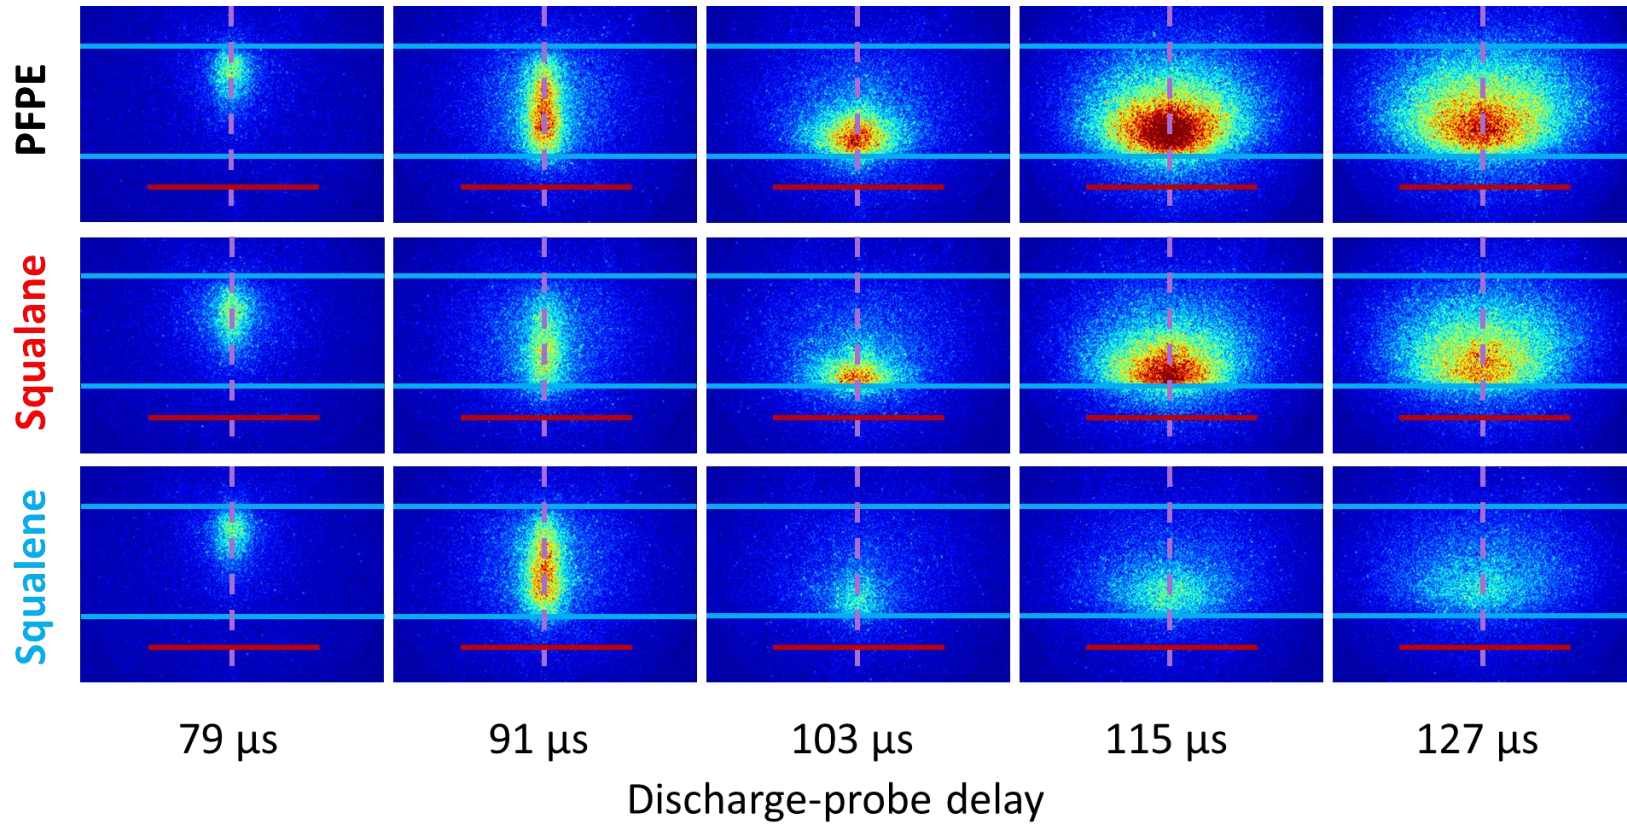 PFPE
Squalane
Squalene
79 μs
91 μs
103 μs
115 μs
127 μs
Discharge-probe delay